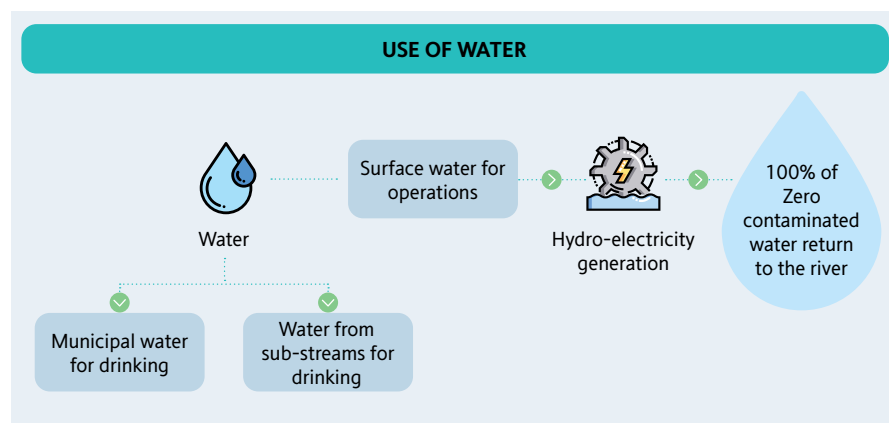 USE OF WATER
Water
Surface water for
operations
Hydro-electricity
generation
100% of
Zero
contaminated
water return
to the river
Municipal water
for drinking
Water from
sub-streams for
drinking